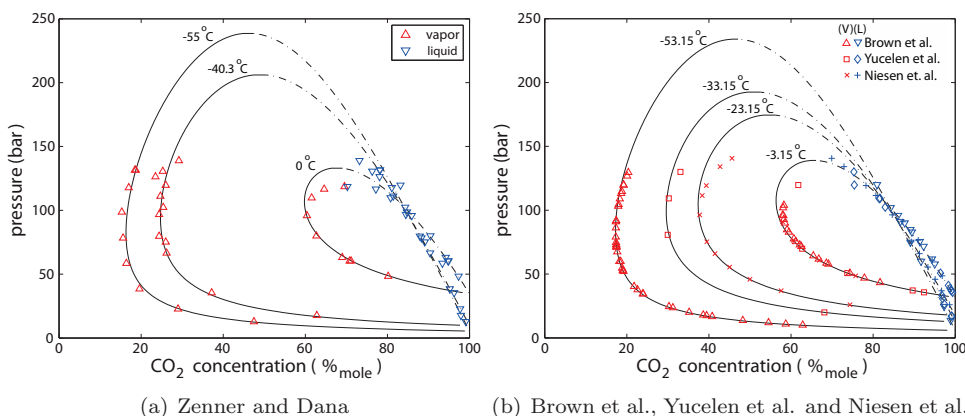 250
200
150
100
50
0
pressure (bar)
0
20
40
60
80
100
CO2 concentration ( %mole)
-55°C
-40.3°C
0°C
vapor
liquid
(a) Zenner and Dana
250
200
150
100
50
0
pressure (bar)
0
20
40
60
80
100
CO2 concentration ( %mole)
-53.15°C
-33.15°C
-23.15°C
-3.15°C
(V)(L)
Brown et al.
Yucelen et al.
Niesen et. al.
(b) Brown et al., Yucelen et al. and Niesen et al.